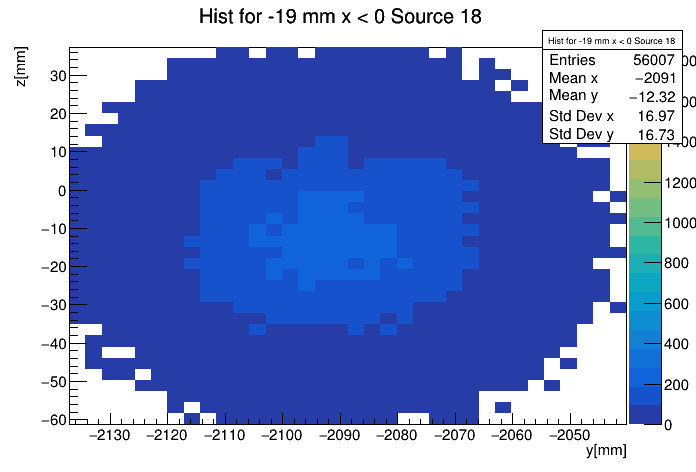 Hist for -19 mm x < 0 Source 18
Hist for -19 mm x < 0 Source 18
Entries 56007
Mean x −2091
Mean y −12.32
Std Dev x 16.97
Std Dev y 16.73
z[mm]
30
20
10
0
−10
−20
−30
−40
−50
−60
−2130 −2120 −2110 −2100 −2090 −2080 −2070 −2060 −2050
y[mm]
1200
1000
800
600
400
200
0